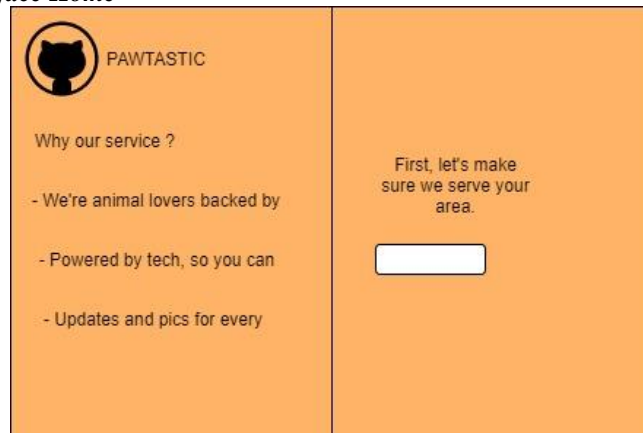 PAWTASTIC
Why our service ?
- We're animal lovers backed by
- Powered by tech, so you can
- Updates and pics for every
First, let's make
sure we serve your
area.